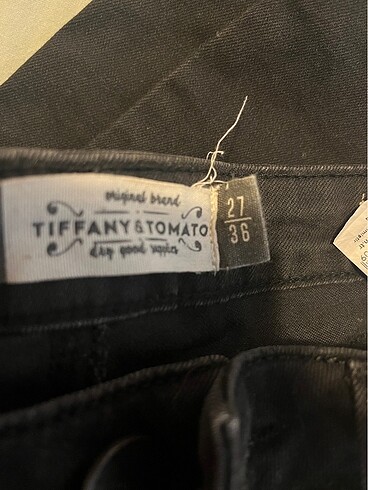 original brand
TIFFANY&TOMATO
dry good supplies
27
36